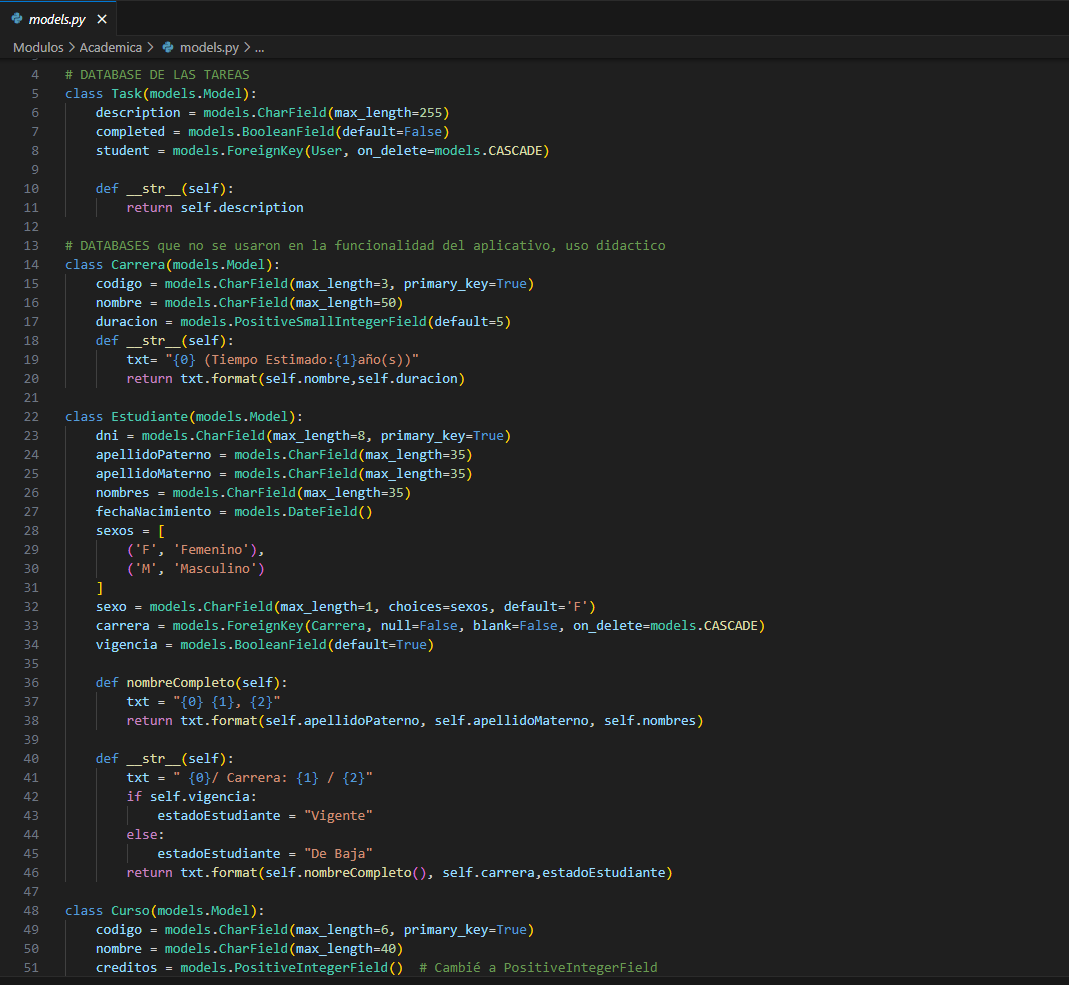 models.py ×
Modulos > Academica > models.py > ...
4 # DATABASE DE LAS TAREAS
5 class Task(models.Model):
6     description = models.CharField(max_length=255)
7     completed = models.BooleanField(default=False)
8     student = models.ForeignKey(User, on_delete=models.CASCADE)
9
10     def __str__(self):
11         return self.description
12
13 # DATABASES que no se usaron en la funcionalidad del aplicativo, uso didactico
14 class Carrera(models.Model):
15     codigo = models.CharField(max_length=3, primary_key=True)
16     nombre = models.CharField(max_length=50)
17     duracion = models.PositiveSmallIntegerField(default=5)
18     def __str__(self):
19         txt= "{0} (Tiempo Estimado:{1}año(s))"
20         return txt.format(self.nombre,self.duracion)
21
22 class Estudiante(models.Model):
23     dni = models.CharField(max_length=8, primary_key=True)
24     apellidoPaterno = models.CharField(max_length=35)
25     apellidoMaterno = models.CharField(max_length=35)
26     nombres = models.CharField(max_length=35)
27     fechaNacimiento = models.DateField()
28     sexos = [
29         ('F', 'Femenino'),
30         ('M', 'Masculino')
31     ]
32     sexo = models.CharField(max_length=1, choices=sexos, default='F')
33     carrera = models.ForeignKey(Carrera, null=False, blank=False, on_delete=models.CASCADE)
34     vigencia = models.BooleanField(default=True)
35
36     def nombreCompleto(self):
37         txt = "{0} {1}, {2}"
38         return txt.format(self.apellidoPaterno, self.apellidoMaterno, self.nombres)
39
40     def __str__(self):
41         txt = " {0}/ Carrera: {1} / {2}"
42         if self.vigencia:
43             estadoEstudiante = "Vigente"
44         else:
45             estadoEstudiante = "De Baja"
46         return txt.format(self.nombreCompleto(), self.carrera,estadoEstudiante)
47
48 class Curso(models.Model):
49     codigo = models.CharField(max_length=6, primary_key=True)
50     nombre = models.CharField(max_length=40)
51     creditos = models.PositiveIntegerField()  # Cambié a PositiveIntegerField